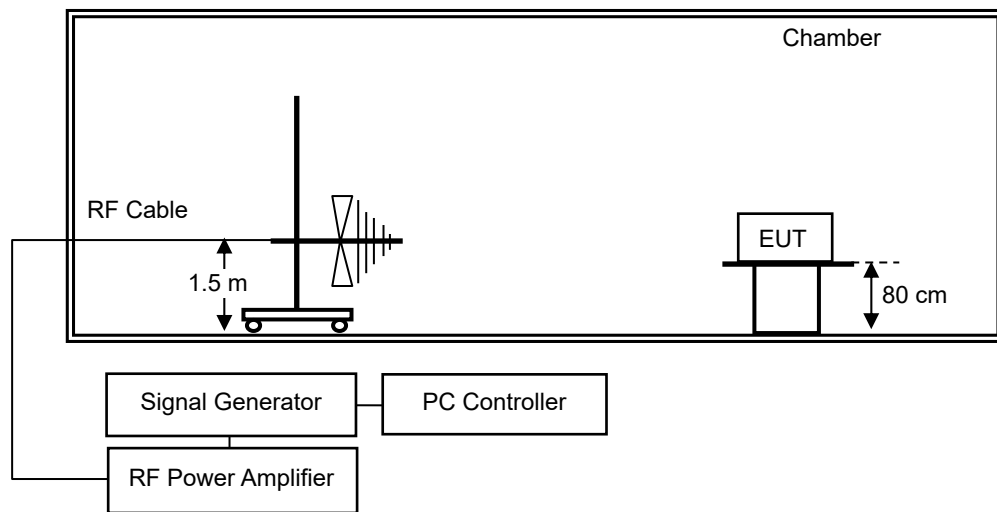 Chamber
RF Cable
EUT
1.5 m
80 cm
Signal Generator
PC Controller
RF Power Amplifier